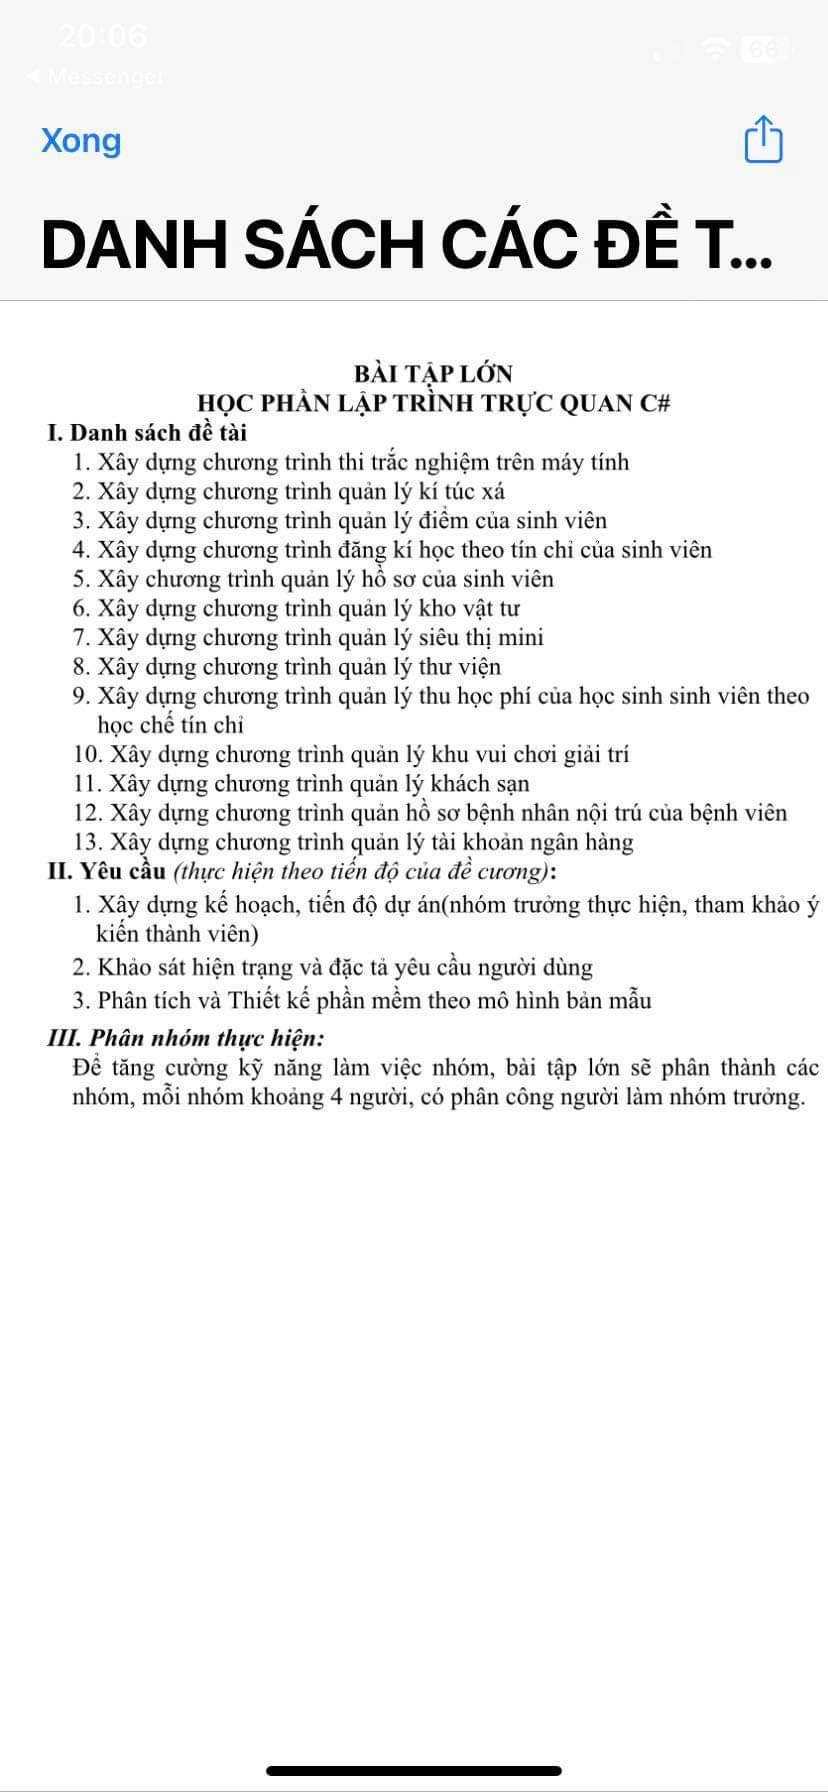 20:06
66
◀ Messenger
Xong
DANH SÁCH CÁC ĐỀ T...
BÀI TẬP LỚN
HỌC PHẦN LẬP TRÌNH TRỰC QUAN C#
I. Danh sách đề tài
1. Xây dựng chương trình thi trắc nghiệm trên máy tính
2. Xây dựng chương trình quản lý kí túc xá
3. Xây dựng chương trình quản lý điểm của sinh viên
4. Xây dựng chương trình đăng kí học theo tín chỉ của sinh viên
5. Xây chương trình quản lý hồ sơ của sinh viên
6. Xây dựng chương trình quản lý kho vật tư
7. Xây dựng chương trình quản lý siêu thị mini
8. Xây dựng chương trình quản lý thư viện
9. Xây dựng chương trình quản lý thu học phí của học sinh sinh viên theo
học chế tín chỉ
10. Xây dựng chương trình quản lý khu vui chơi giải trí
11. Xây dựng chương trình quản lý khách sạn
12. Xây dựng chương trình quản hồ sơ bệnh nhân nội trú của bệnh viên
13. Xây dựng chương trình quản lý tài khoản ngân hàng
II. Yêu cầu (thực hiện theo tiến độ của đề cương):
1. Xây dựng kế hoạch, tiến độ dự án(nhóm trưởng thực hiện, tham khảo ý
kiến thành viên)
2. Khảo sát hiện trạng và đặc tả yêu cầu người dùng
3. Phân tích và Thiết kế phần mềm theo mô hình bản mẫu
III. Phân nhóm thực hiện:
Để tăng cường kỹ năng làm việc nhóm, bài tập lớn sẽ phân thành các
nhóm, mỗi nhóm khoảng 4 người, có phân công người làm nhóm trưởng.